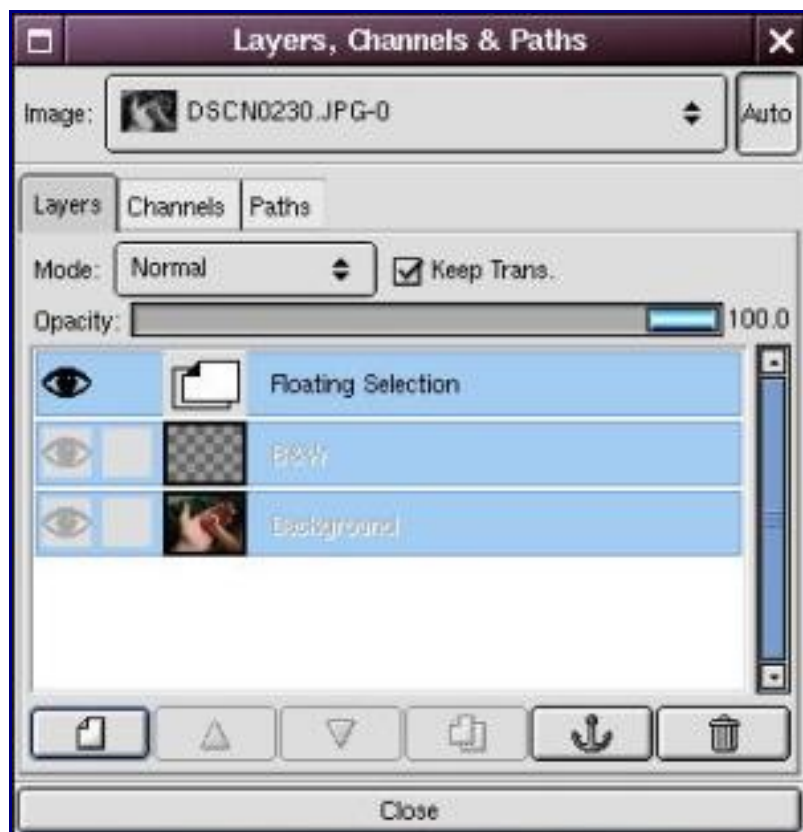 Layers, Channels & Paths
Image: DSCN0230.JPG-0 Auto
Layers Channels Paths
Mode: Normal Keep Trans.
Opacity: 100.0
Floating Selection
B&W
Background
Close